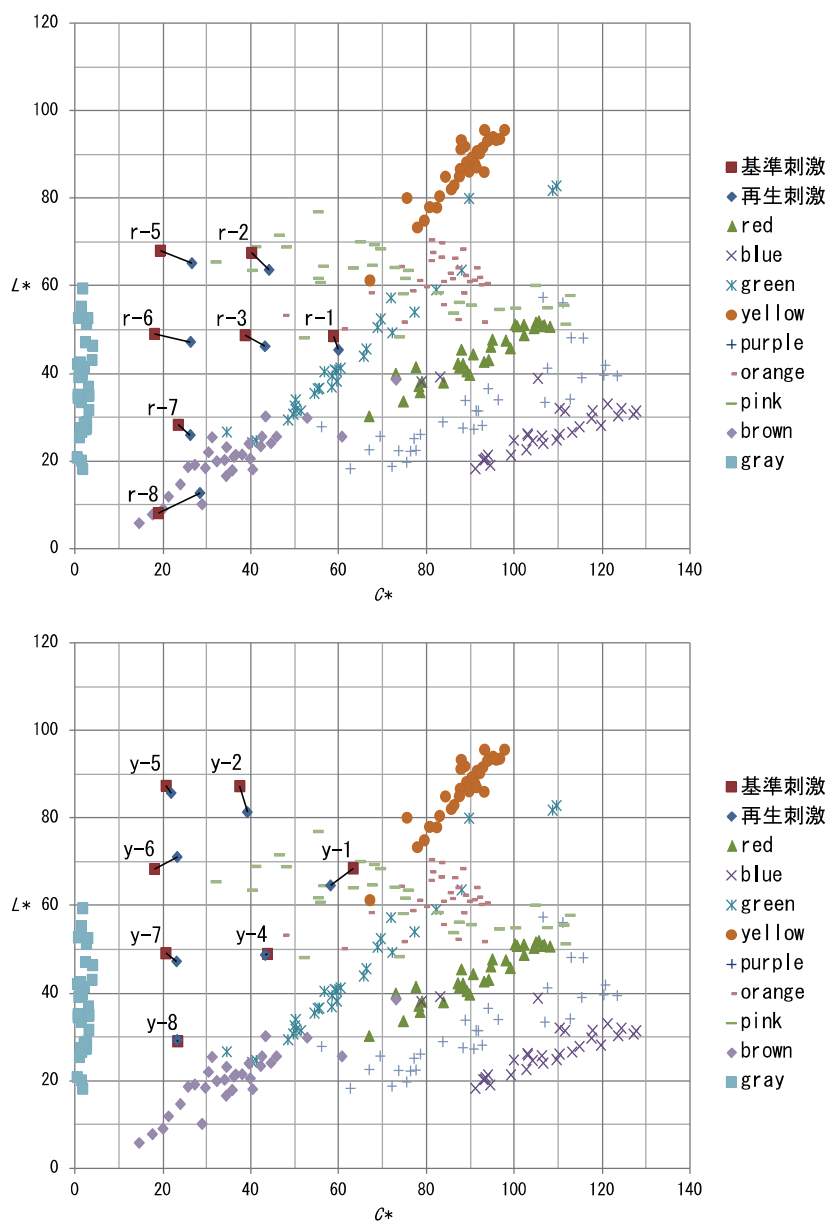 120
100
80
60
40
20
0
L*
0 20 40 60 80 100 120 140
C*
r-5
r-2
r-6
r-3
r-1
r-7
r-8
基準刺激
再生刺激
red
blue
green
yellow
purple
orange
pink
brown
gray
120
100
80
60
40
20
0
L*
0 20 40 60 80 100 120 140
C*
y-5
y-2
y-6
y-1
y-7
y-4
y-8
基準刺激
再生刺激
red
blue
green
yellow
purple
orange
pink
brown
gray